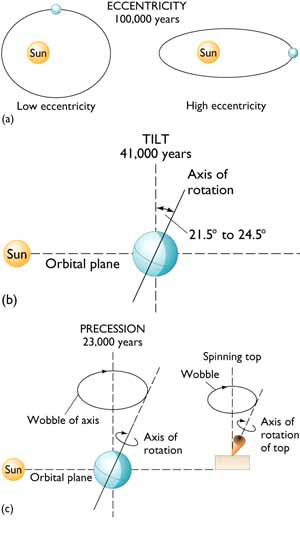 ECCENTRICITY
100,000 years
Sun
Sun
Low eccentricity
High eccentricity
(a)
TILT
41,000 years
Axis of
rotation
21.5° to 24.5°
Sun
Orbital plane
(b)
PRECESSION
23,000 years
Spinning top
Wobble
Wobble of axis
Axis of
rotation
Axis of
rotation
of top
Sun
Orbital plane
(c)